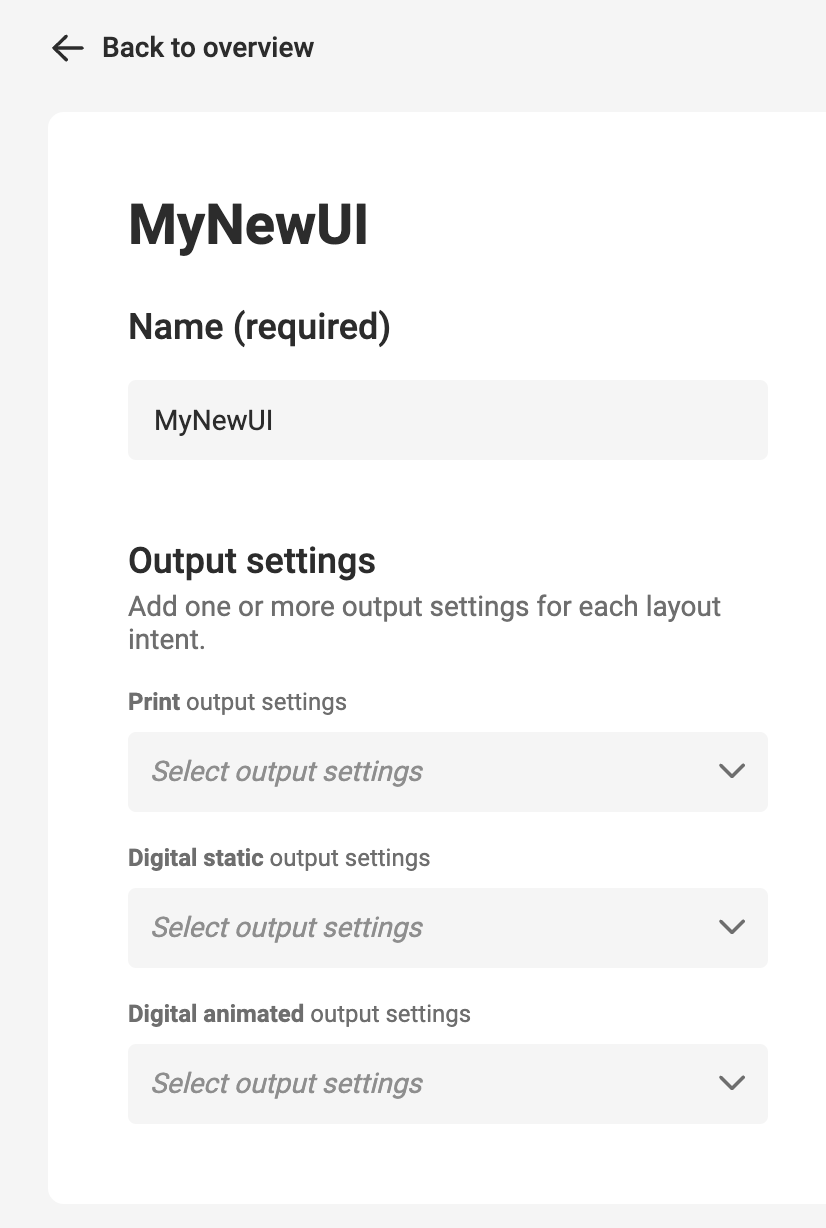 Back to overview
MyNewUI
Name (required)
MyNewUI
Output settings
Add one or more output settings for each layout
intent.
Print output settings
Select output settings
Digital static output settings
Select output settings
Digital animated output settings
Select output settings